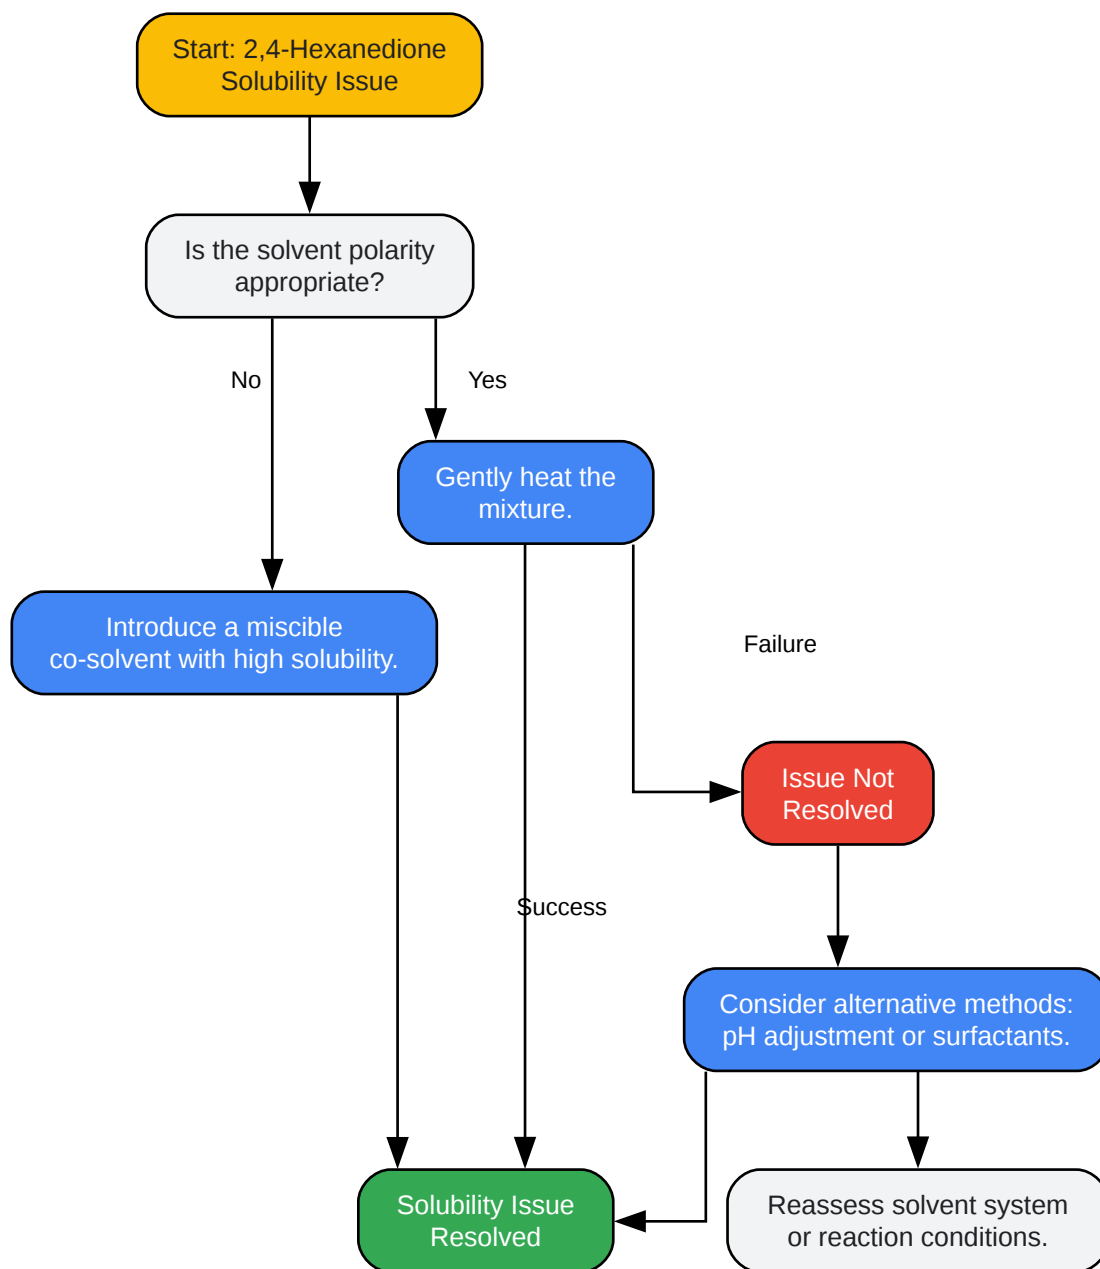 Start: 2,4-Hexanedione
Solubility Issue
Is the solvent polarity
appropriate?
No
Yes
Gently heat the
mixture.
Introduce a miscible
co-solvent with high solubility.
Failure
Issue Not
Resolved
Success
Consider alternative methods:
pH adjustment or surfactants.
Solubility Issue
Resolved
Reassess solvent system
or reaction conditions.